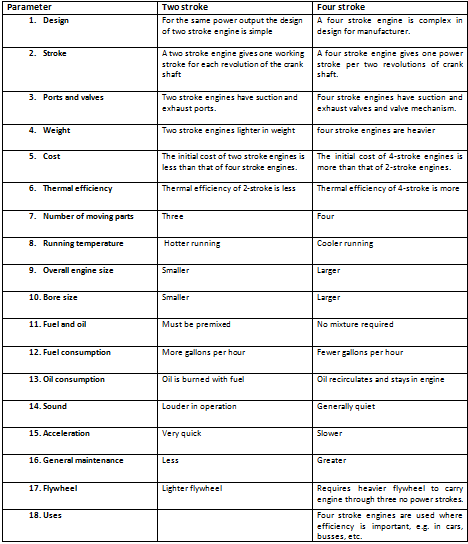 Parameter Two stroke Four stroke
1. Design For the same power output the design A four stroke engine is complex in
of two stroke engine is simple design for manufacturer.
2. Stroke A two stroke engine gives one working A four stroke engine gives one power
stroke for each revolution of the crank stroke per two revolutions of crank
shaft shaft.
3. Ports and valves Two stroke engines have suction and Four stroke engines have suction and
exhaust ports. exhaust valves and valve mechanism.
4. Weight Two stroke engines lighter in weight four stroke engines are heavier
5. Cost The initial cost of two stroke engines is The initial cost of 4-stroke engines is
less than that of four stroke engines. more than that of 2-stroke engines.
6. Thermal efficiency Thermal efficiency of 2-stroke is less Thermal efficiency of 4-stroke is more
7. Number of moving parts Three Four
8. Running temperature Hotter running Cooler running
9. Overall engine size Smaller Larger
10. Bore size Smaller Larger
11. Fuel and oil Must be premixed No mixture required
12. Fuel consumption More gallons per hour Fewer gallons per hour
13. Oil consumption Oil is burned with fuel Oil recirculates and stays in engine
14. Sound Louder in operation Generally quiet
15. Acceleration Very quick Slower
16. General maintenance Less Greater
17. Flywheel Lighter flywheel Requires heavier flywheel to carry
engine through three no power strokes.
18. Uses Four stroke engines are used where
efficiency is important, e.g. in cars,
busses, etc.